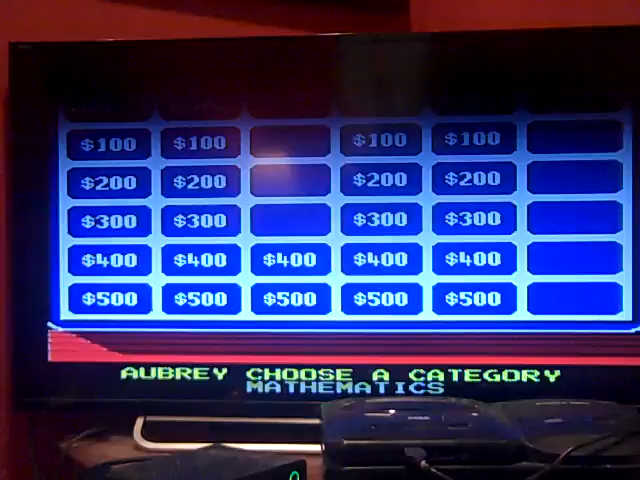 $100 $100 $100 $100
$200 $200 $200 $200
$300 $300 $300 $300
$400 $400 $400 $400 $400
$500 $500 $500 $500 $500
AUBREY CHOOSE A CATEGORY
MATHEMATICS